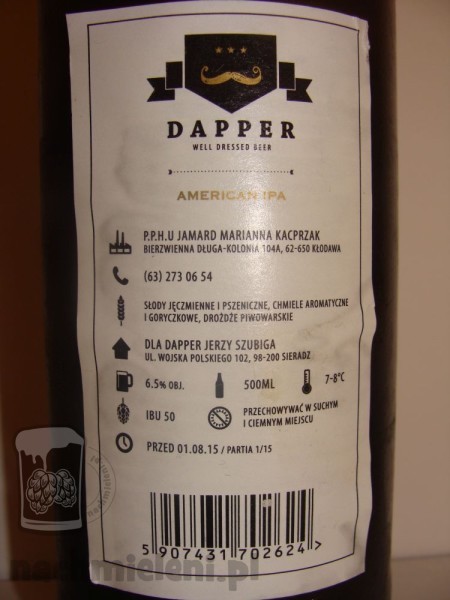 DAPPER
WELL DRESSED BEER
AMERICAN IPA
P.P.H.U JAMARD MARIANNA KACPRZAK
BIERZWIENNA DŁUGA-KOLONIA 104A, 62-650 KŁODAWA
(63) 273 06 54
SŁODY JĘCZMIENNE I PSZENICZNE, CHMIELE AROMATYCZNE
I GORYCZKOWE, DROŻDŻE PIWOWARSKIE
DLA DAPPER JERZY SZUBIGA
UL. WOJSKA POLSKIEGO 102, 98-200 SIERADZ
6.5% OBJ. 500ML 7-8°C
IBU 50 PRZECHOWYWAĆ W SUCHYM
I CIEMNYM MIEJSCU
PRZED 01.08.15 / PARTIA 1/15
5 907431 702624 >
nachmieleni.pl